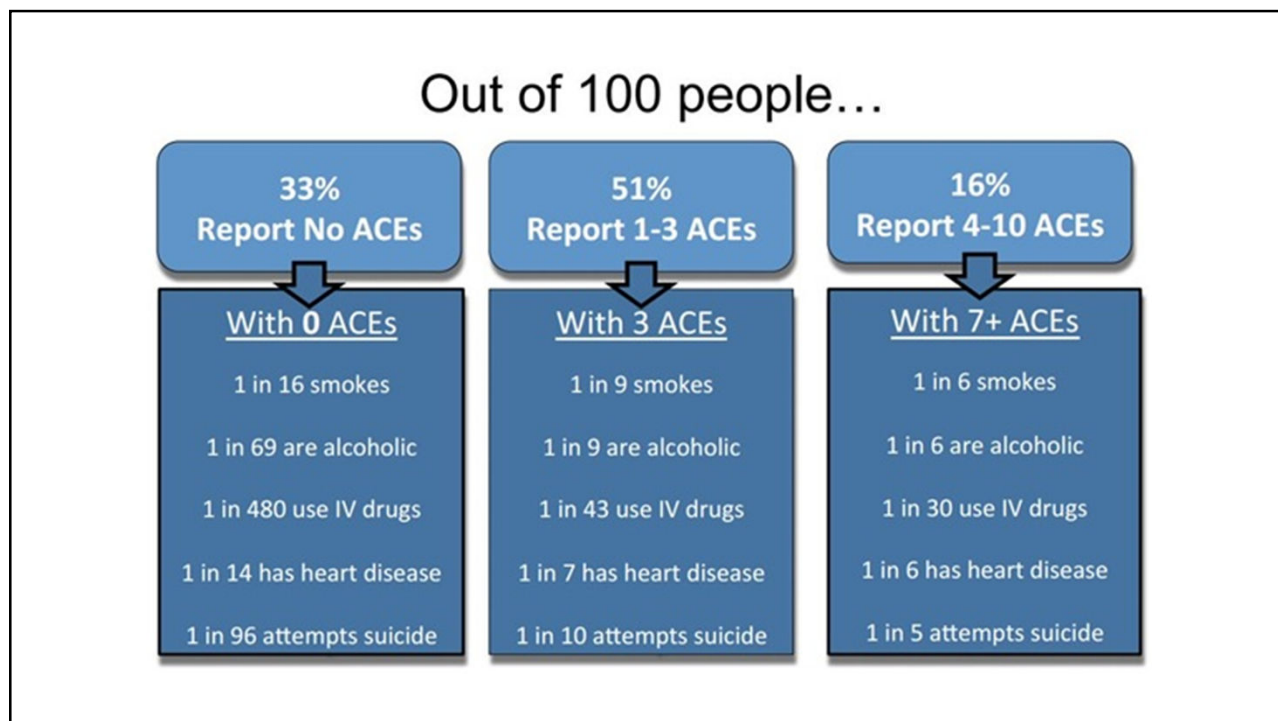 Out of 100 people…
33%
Report No ACEs
With 0 ACEs
1 in 16 smokes
1 in 69 are alcoholic
1 in 480 use IV drugs
1 in 14 has heart disease
1 in 96 attempts suicide
51%
Report 1-3 ACEs
With 3 ACEs
1 in 9 smokes
1 in 9 are alcoholic
1 in 43 use IV drugs
1 in 7 has heart disease
1 in 10 attempts suicide
16%
Report 4-10 ACEs
With 7+ ACEs
1 in 6 smokes
1 in 6 are alcoholic
1 in 30 use IV drugs
1 in 6 has heart disease
1 in 5 attempts suicide